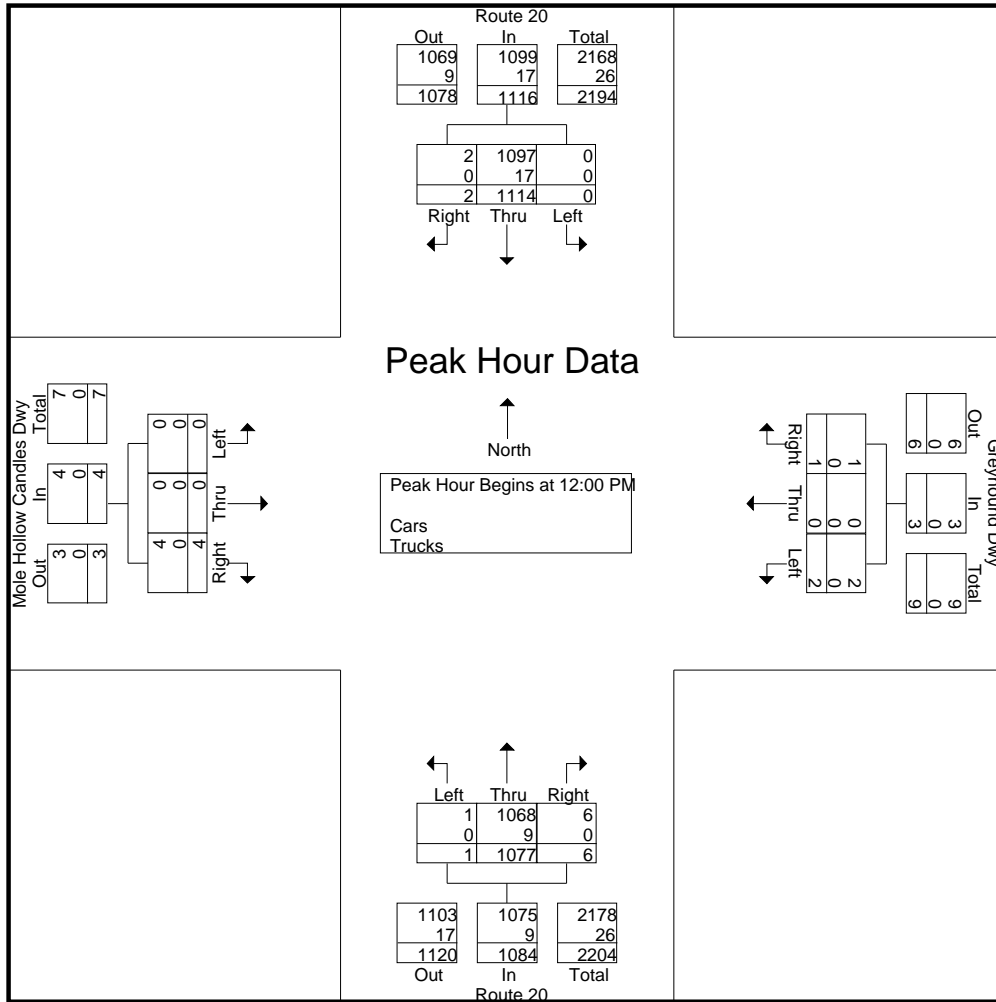 Route 20
Out In Total
1069 1099 2168
9 17 26
1078 1116 2194
2 1097 0
0 17 0
2 1114 0
Right Thru Left
Peak Hour Data
North
Peak Hour Begins at 12:00 PM
Cars
Trucks
Mole Hollow Candles Dwy
Out In Total
3 4 7
0 0 0
3 4 7
Right Thru Left
4 0 0
0 0 0
4 0 0
Greyhound Dwy
Out In Total
6 3 9
0 0 0
6 3 9
1 0 2
0 0 0
1 0 2
Right Thru Left
Left Thru Right
1 1068 6
0 9 0
1 1077 6
1103 1075 2178
17 9 26
1120 1084 2204
Out In Total
Route 20